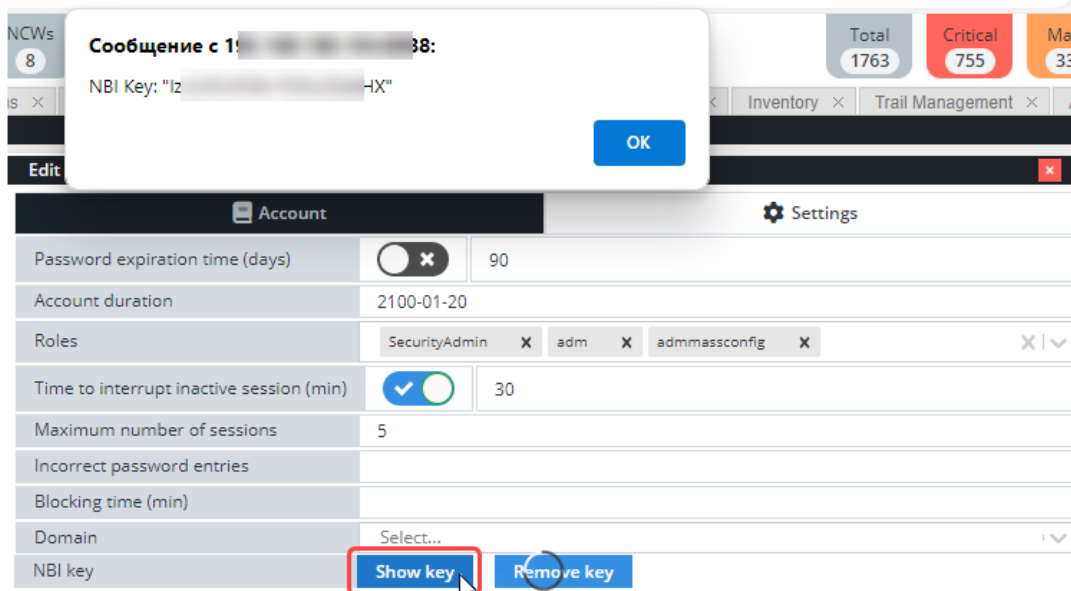 NCWs
8
Сообщение с 19 38:
NBI Key: "Iz HX"
OK
Total
1763
Critical
755
Ma
33
ns
Inventory
Trail Management
Edit
Account
Settings
Password expiration time (days)
90
Account duration
2100-01-20
Roles
SecurityAdmin
adm
admmassconfig
Time to interrupt inactive session (min)
30
Maximum number of sessions
5
Incorrect password entries
Blocking time (min)
Domain
Select...
NBI key
Show key
Remove key